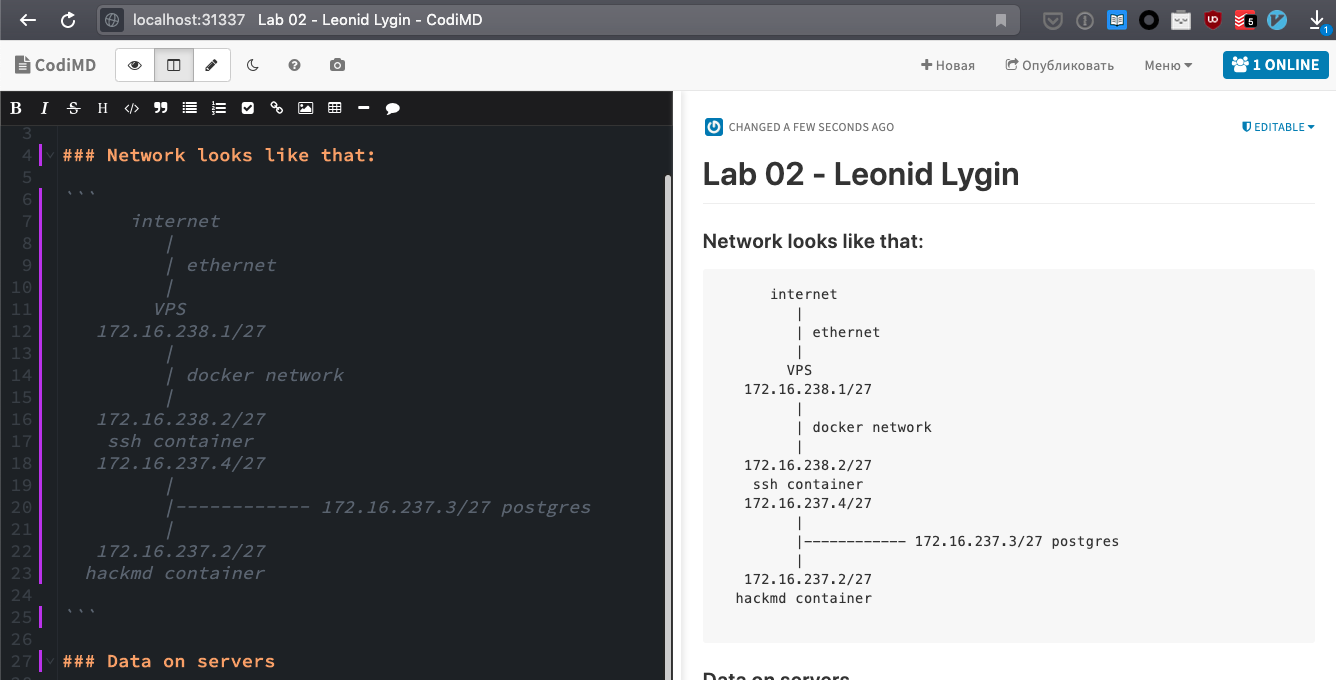 localhost:31337 Lab 02 - Leonid Lygin - CodiMD
5
1
CodiMD
Новая
Опубликовать
Меню
1 ONLINE
B I S H </>
3
4 ### Network looks like that:
5
6 ```
7 internet
8 |
9 | ethernet
10 |
11 VPS
12 172.16.238.1/27
13 |
14 | docker network
15 |
16 172.16.238.2/27
17 ssh container
18 172.16.237.4/27
19 |
20 |------------ 172.16.237.3/27 postgres
21 |
22 172.16.237.2/27
23 hackmd container
24
25 ```
26
27 ### Data on servers
CHANGED A FEW SECONDS AGO
EDITABLE
Lab 02 - Leonid Lygin
Network looks like that:
internet
|
| ethernet
|
VPS
172.16.238.1/27
|
| docker network
|
172.16.238.2/27
ssh container
172.16.237.4/27
|
|------------ 172.16.237.3/27 postgres
|
172.16.237.2/27
hackmd container
Data on servers